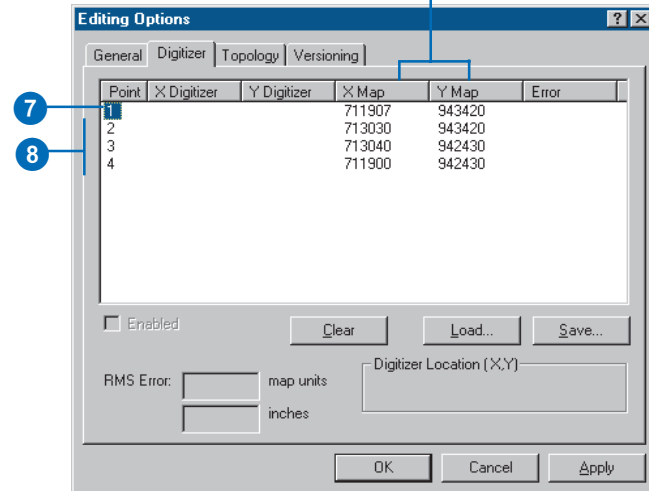 Editing Options
General Digitizer Topology Versioning
Point X Digitizer Y Digitizer X Map Y Map Error
7
1 711907 943420
2 713030 943420
8
3 713040 942430
4 711900 942430
Enabled Clear Load... Save...
Digitizer Location (X,Y)
RMS Error: map units
inches
OK Cancel Apply